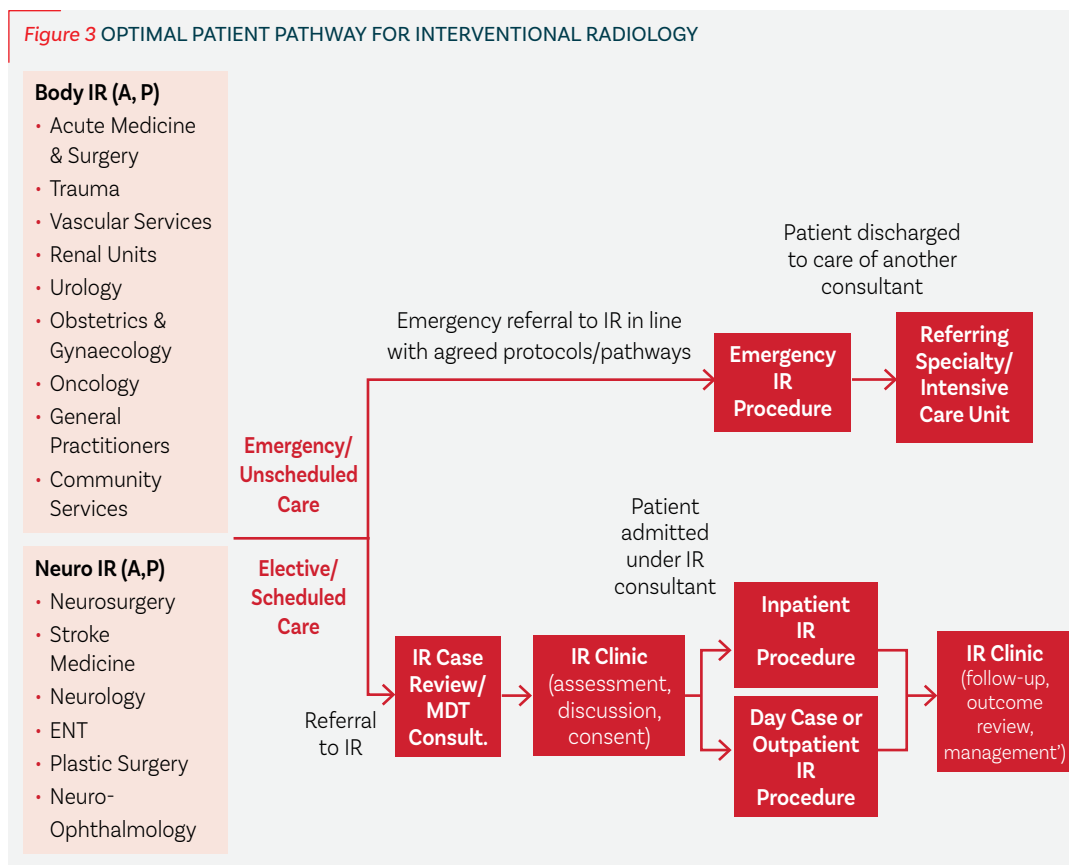 Figure 3 OPTIMAL PATIENT PATHWAY FOR INTERVENTIONAL RADIOLOGY
Body IR (A, P)
• Acute Medicine
& Surgery
• Trauma
• Vascular Services
• Renal Units
• Urology
• Obstetrics &
Gynaecology
• Oncology
• General
Practitioners
• Community
Services
Neuro IR (A,P)
• Neurosurgery
• Stroke
Medicine
• Neurology
• ENT
• Plastic Surgery
• Neuro-
Ophthalmology
Emergency/
Unscheduled
Care
Elective/
Scheduled
Care
Emergency referral to IR in line
with agreed protocols/pathways
Emergency
IR
Procedure
Patient discharged
to care of another
consultant
Referring
Specialty/
Intensive
Care Unit
Referral
to IR
IR Case
Review/
MDT
Consult.
IR Clinic
(assessment,
discussion,
consent)
Patient
admitted
under IR
consultant
Inpatient
IR
Procedure
Day Case or
Outpatient
IR
Procedure
IR Clinic
(follow-up,
outcome
review,
management’)